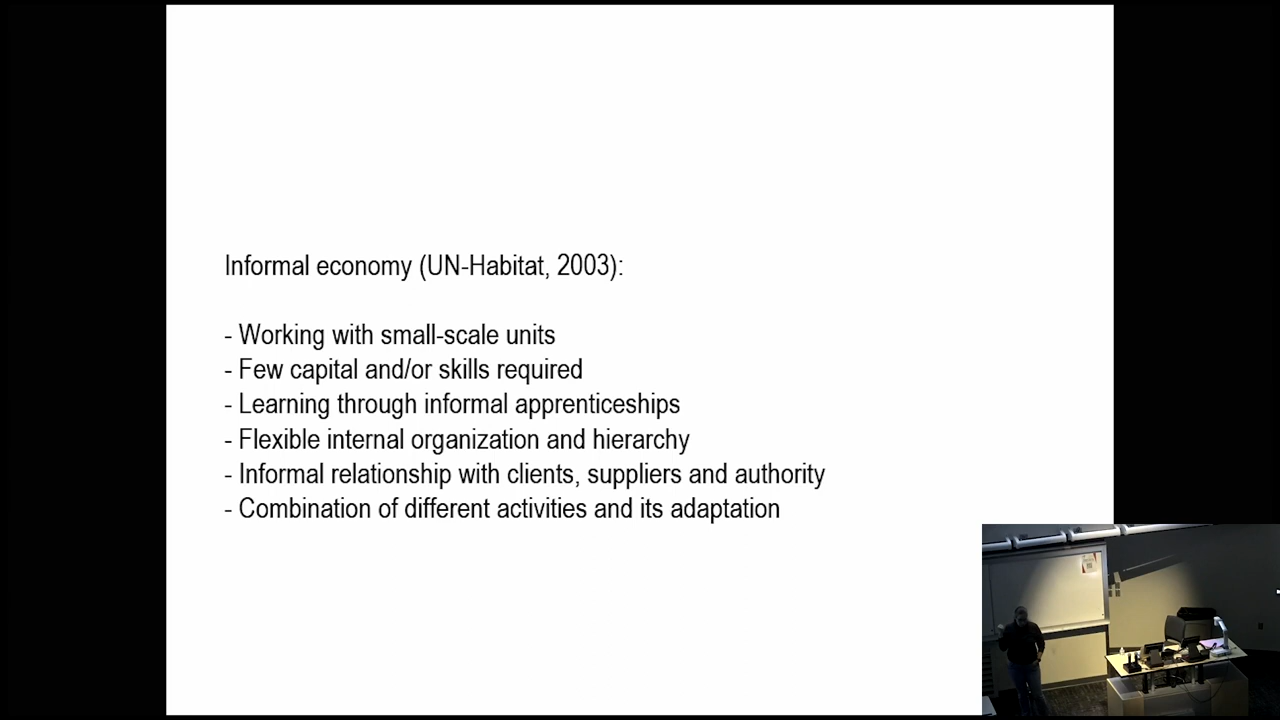 Informal economy (UN-Habitat, 2003):
- Working with small-scale units
- Few capital and/or skills required
- Learning through informal apprenticeships
- Flexible internal organization and hierarchy
- Informal relationship with clients, suppliers and authority
- Combination of different activities and its adaptation